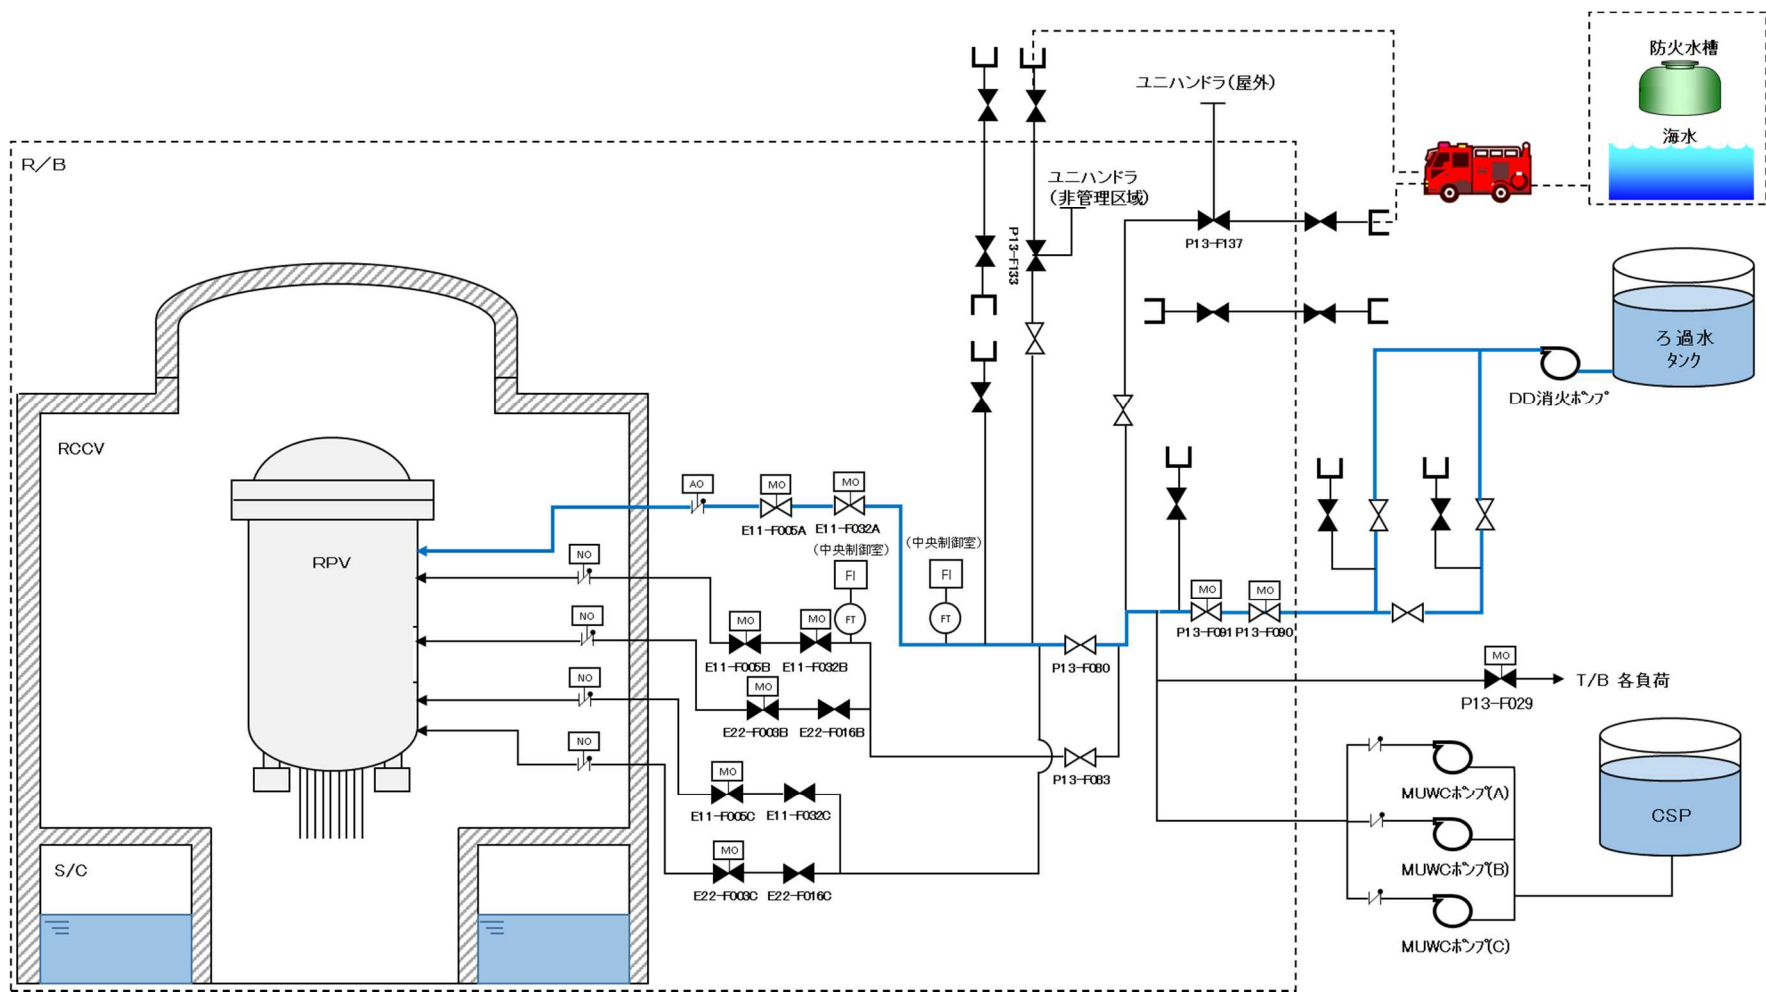 防火水槽
海水
ユニハンドラ(屋外)
R/B
ユニハンドラ
(非管理区域)
P13-F133
P13-F137
ろ過水
タンク
DD消火ポンプ
RCCV
RPV
AO
MO
MO
E11-F005A
E11-F032A
(中央制御室)
(中央制御室)
NO
FI
FI
FT
FT
MO
MO
P13-F091
P13-F090
NO
MO
MO
E11-F005B
E11-F032B
P13-F080
MO
T/B 各負荷
P13-F029
NO
MO
E22-F003B
E22-F016B
NO
MO
P13-F083
E11-F005C
E11-F032C
MUWCポンプ(A)
CSP
S/C
MO
E22-F003C
E22-F016C
MUWCポンプ(B)
MUWCポンプ(C)